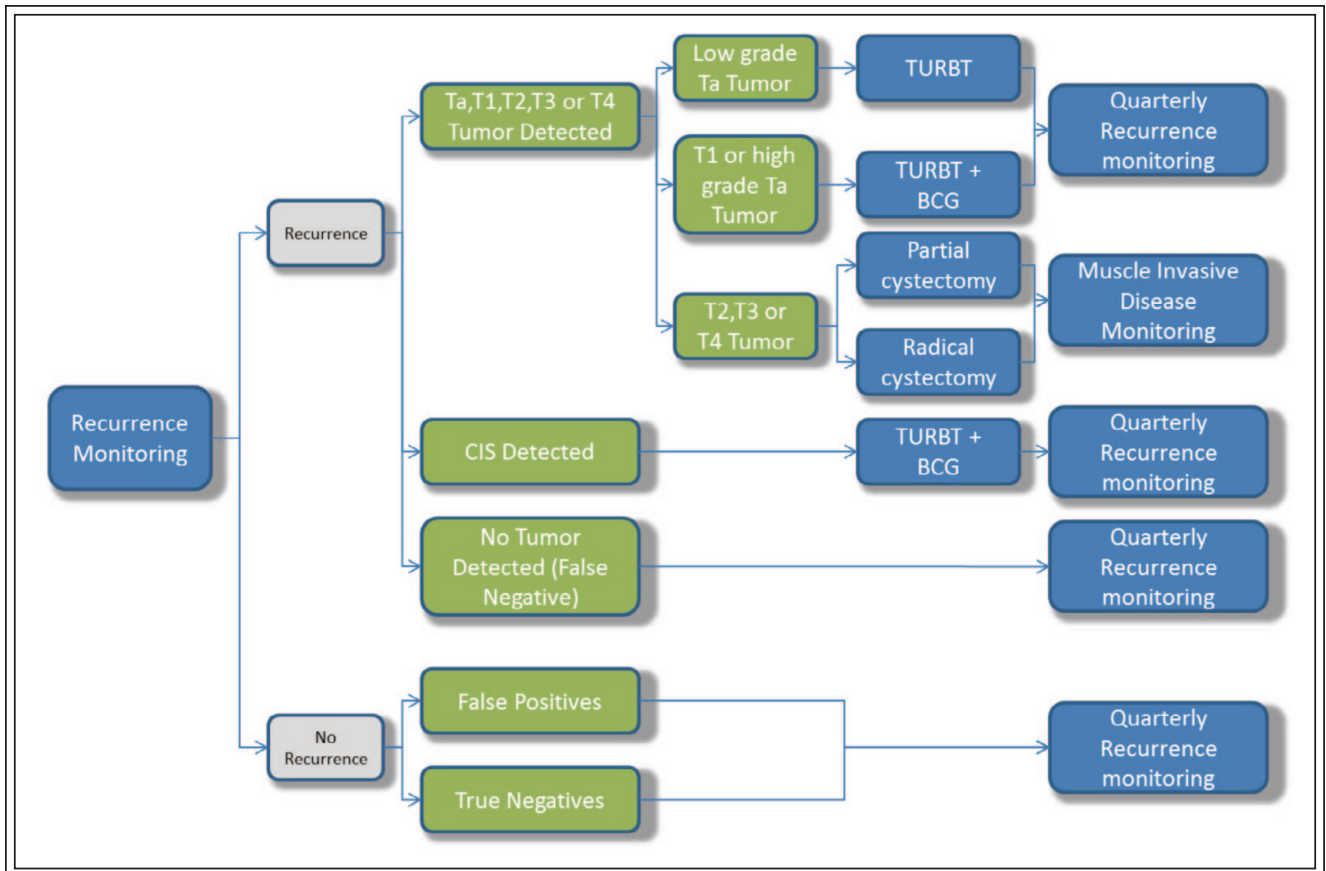 Recurrence
Monitoring
Recurrence
No
Recurrence
Ta,T1,T2,T3 or T4
Tumor Detected
CIS Detected
No Tumor
Detected (False
Negative)
False Positives
True Negatives
Low grade
Ta Tumor
T1 or high
grade Ta
Tumor
T2,T3 or
T4 Tumor
TURBT
TURBT +
BCG
Partial
cystectomy
Radical
cystectomy
TURBT +
BCG
Quarterly
Recurrence
monitoring
Muscle Invasive
Disease
Monitoring
Quarterly
Recurrence
monitoring
Quarterly
Recurrence
monitoring
Quarterly
Recurrence
monitoring